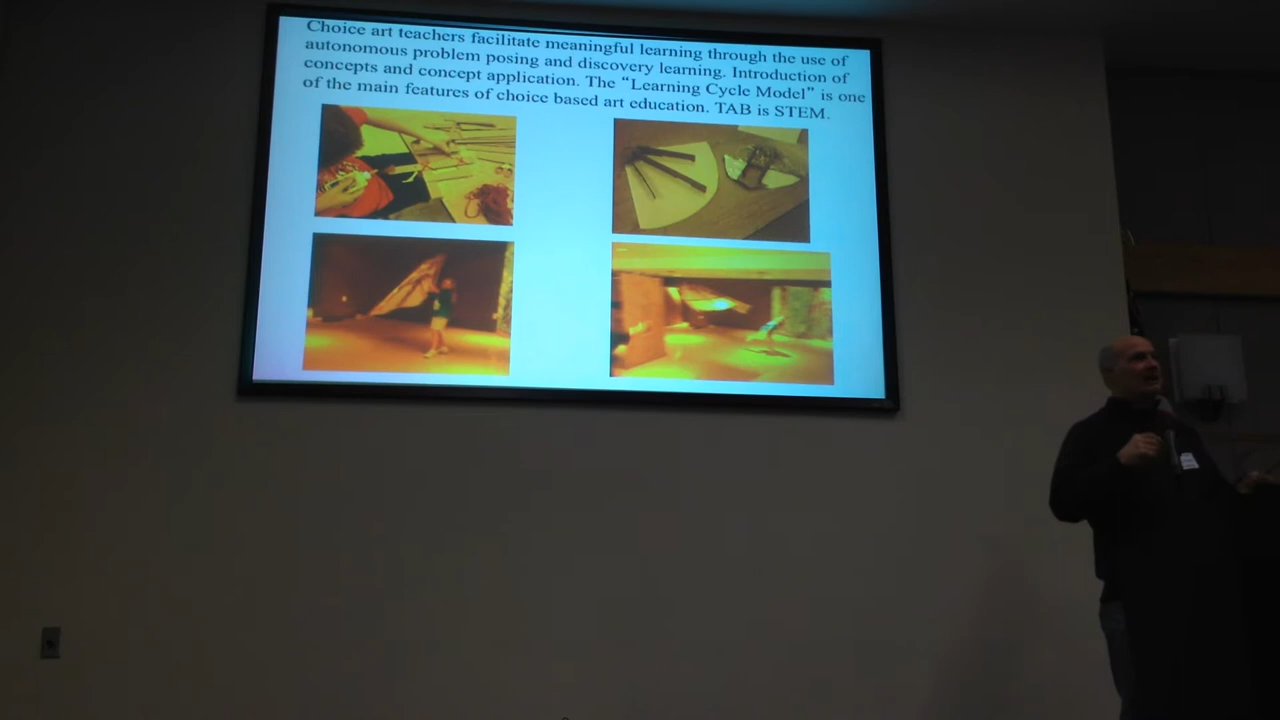 Choice art teachers facilitate meaningful learning through the use of
autonomous problem posing and discovery learning. Introduction of
concepts and concept application. The “Learning Cycle Model” is one
of the main features of choice based art education. TAB is STEM.